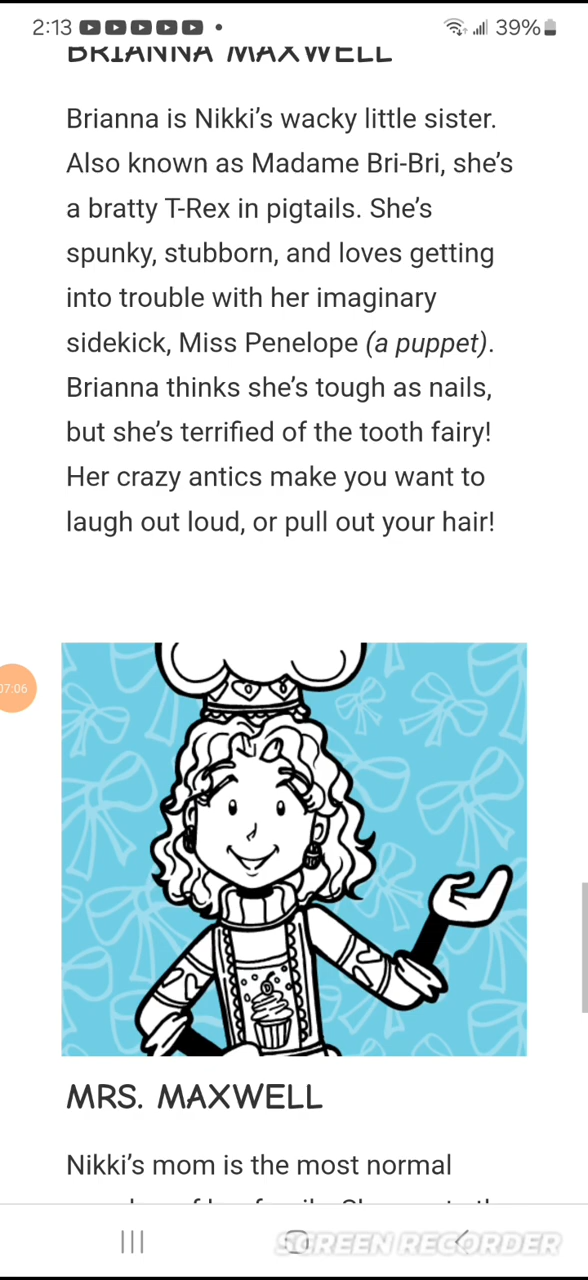 2:13
39%
BRIANNA MAXWELL
Brianna is Nikki's wacky little sister.
Also known as Madame Bri-Bri, she's
a bratty T-Rex in pigtails. She's
spunky, stubborn, and loves getting
into trouble with her imaginary
sidekick, Miss Penelope (a puppet).
Brianna thinks she's tough as nails,
but she's terrified of the tooth fairy!
Her crazy antics make you want to
laugh out loud, or pull out your hair!
07:06
MRS. MAXWELL
Nikki's mom is the most normal
SCREEN RECORDER